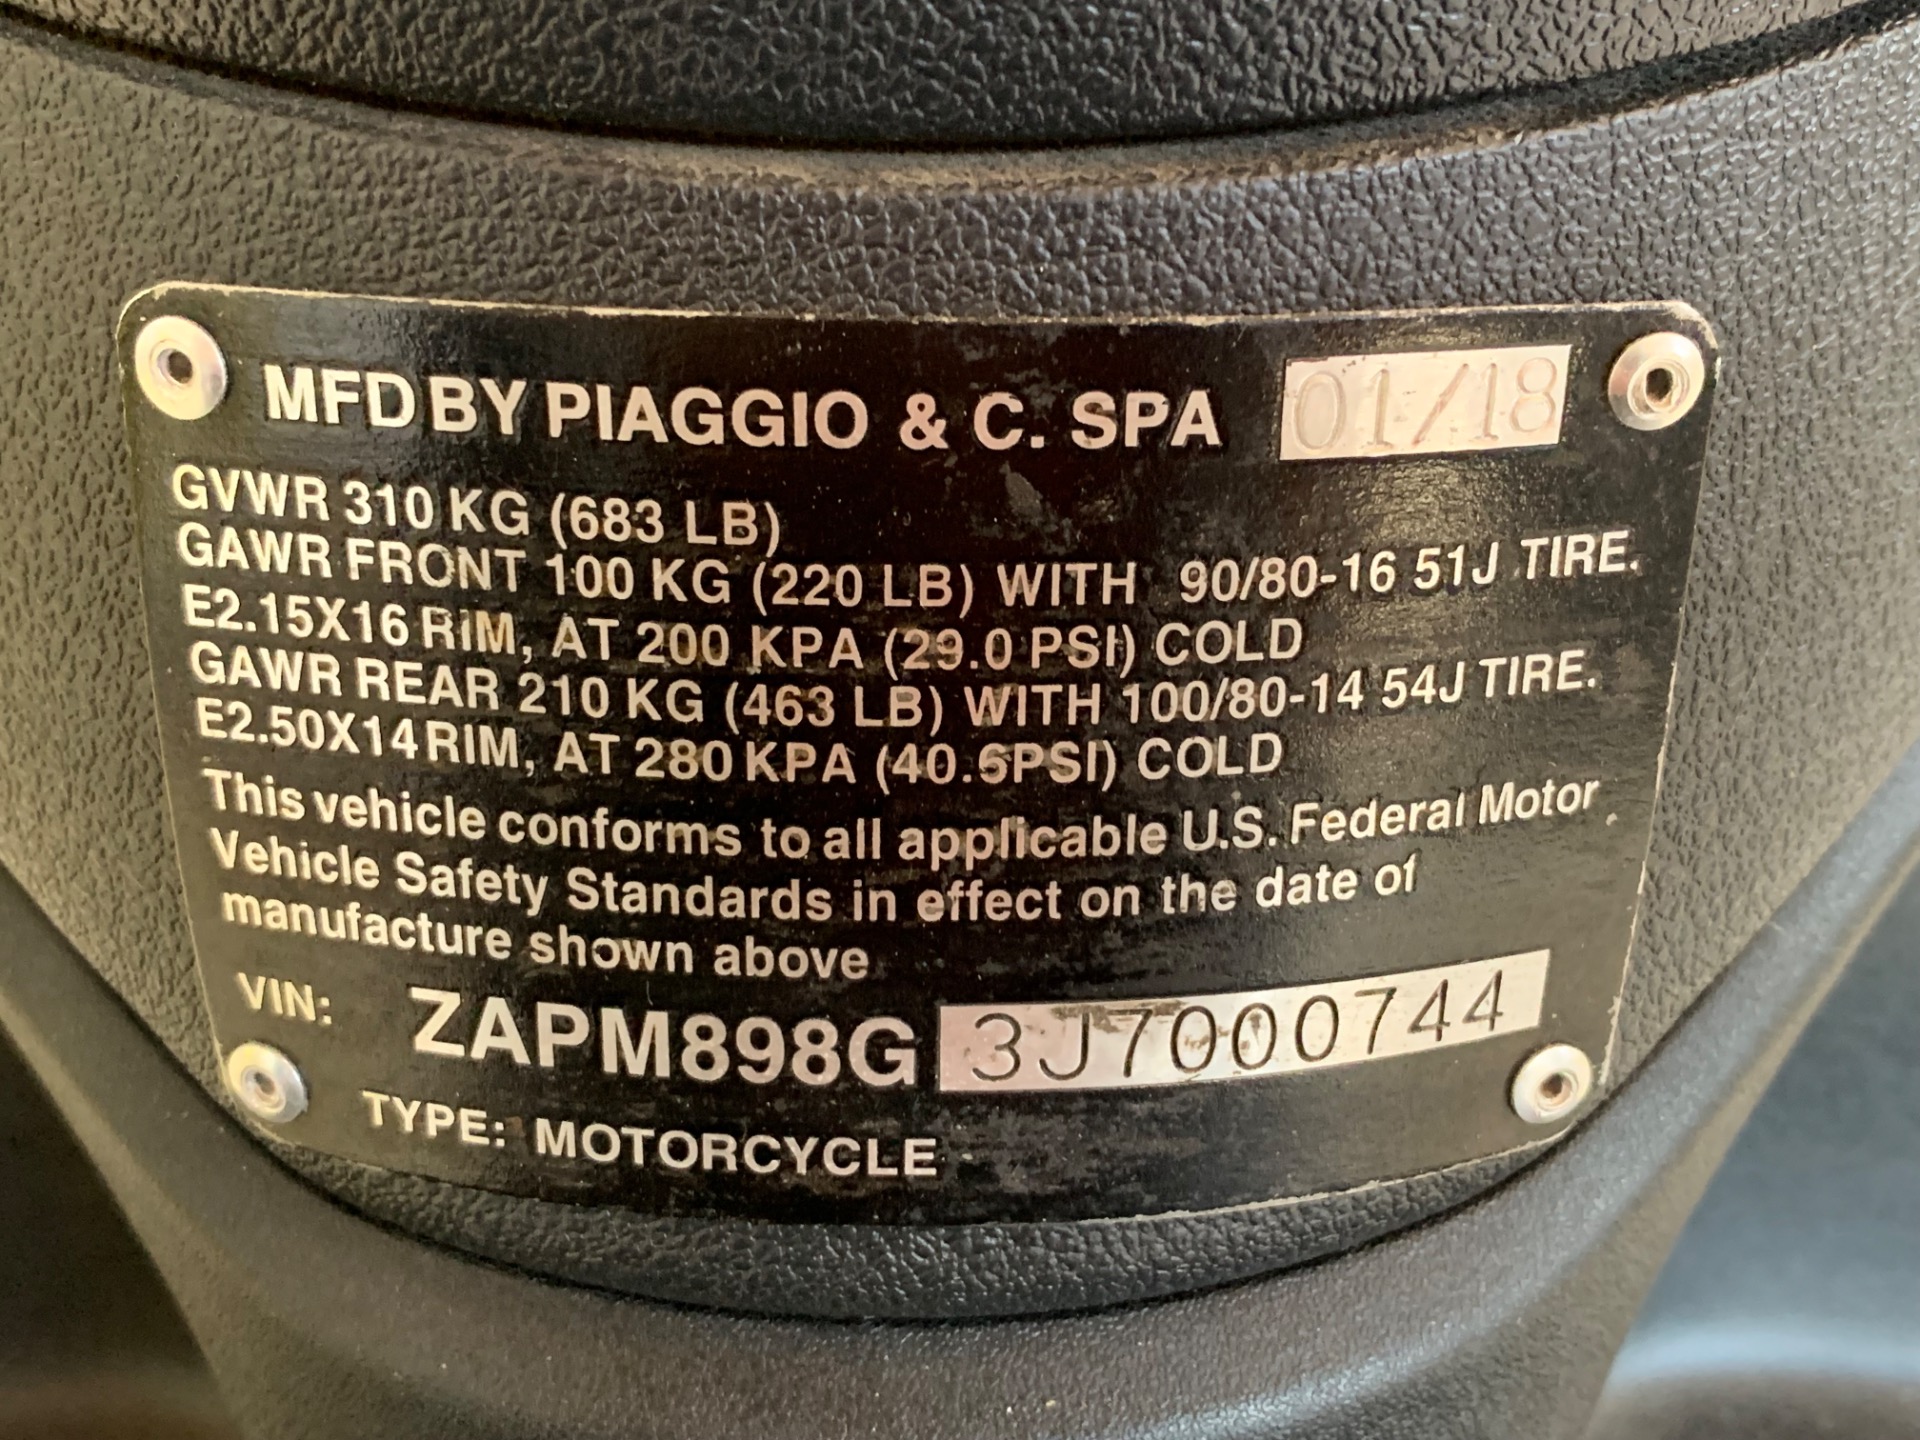 MFD BY PIAGGIO & C. SPA 01/18
GVWR 310 KG (683 LB)
GAWR FRONT 100 KG (220 LB) WITH 90/80-16 51J TIRE.
E2.15X16 RIM, AT 200 KPA (29.0 PSI) COLD
GAWR REAR 210 KG (463 LB) WITH 100/80-14 54J TIRE.
E2.50X14 RIM, AT 280 KPA (40.6PSI) COLD
This vehicle conforms to all applicable U.S. Federal Motor
Vehicle Safety Standards in effect on the date of
manufacture shown above
VIN: ZAPM898G3J7000744
TYPE: MOTORCYCLE